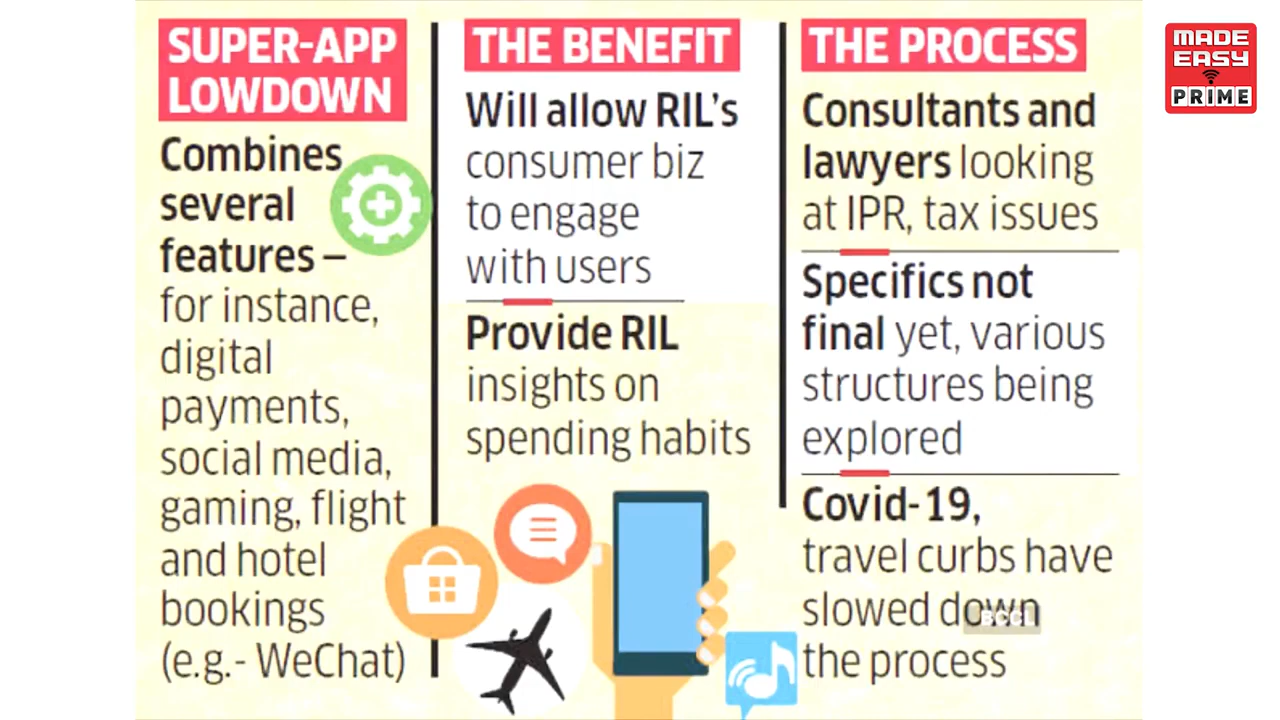 SUPER-APP
LOWDOWN
Combines
several
features –
for instance,
digital
payments,
social media,
gaming, flight
and hotel
bookings
(e.g.- WeChat)
THE BENEFIT
Will allow RIL's
consumer biz
to engage
with users
Provide RIL
insights on
spending habits
THE PROCESS
Consultants and
lawyers looking
at IPR, tax issues
Specifics not
final yet, various
structures being
explored
Covid-19,
travel curbs have
slowed down
the process
BCCL
MADE
EASY
PRIME